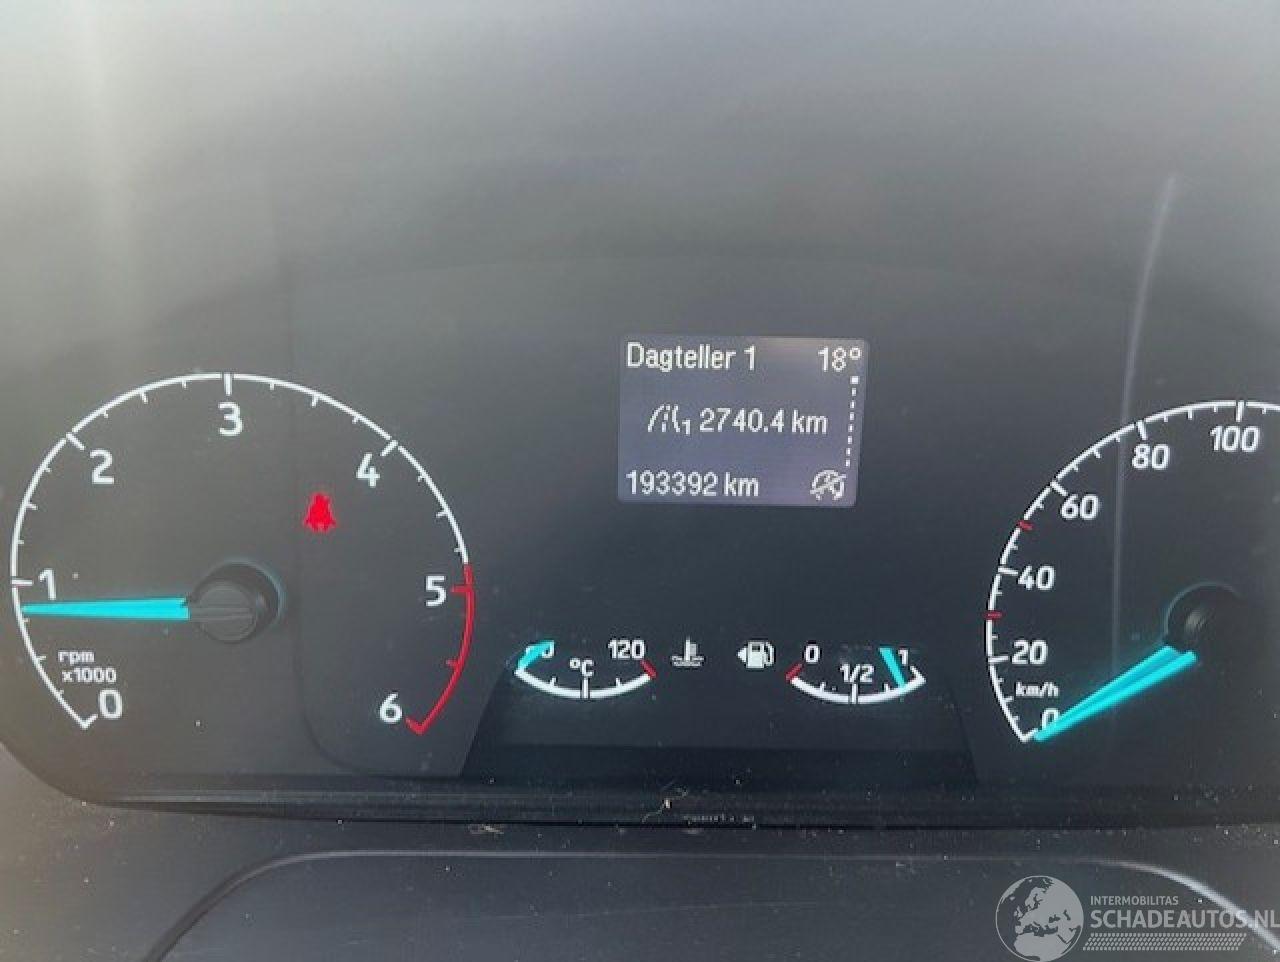 Dagteller 1 18°
1 2740.4 km
193392 km
0 1 2 3 4 5 6
rpm
x1000
°C 120
0 1/2 1
0 20 40 60 80 100
km/h
INTERMOBILITAS
SCHADEAUTOS.NL